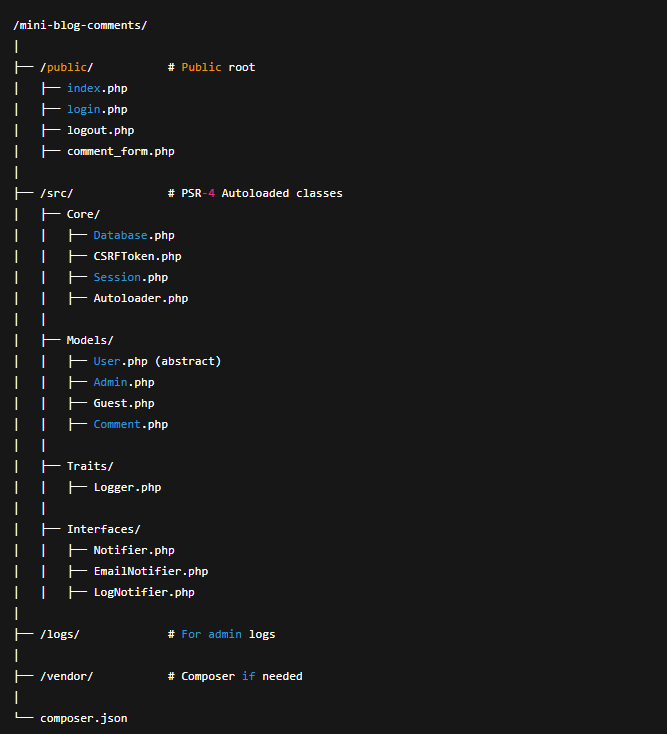 /mini-blog-comments/
│
├── /public/           # Public root
│   ├── index.php
│   ├── login.php
│   ├── logout.php
│   ├── comment_form.php
│
├── /src/              # PSR-4 Autoloaded classes
│   ├── Core/
│   │   ├── Database.php
│   │   ├── CSRFToken.php
│   │   ├── Session.php
│   │   ├── Autoloader.php
│   │
│   ├── Models/
│   │   ├── User.php (abstract)
│   │   ├── Admin.php
│   │   ├── Guest.php
│   │   ├── Comment.php
│   │
│   ├── Traits/
│   │   ├── Logger.php
│   │
│   ├── Interfaces/
│   │   ├── Notifier.php
│   │   ├── EmailNotifier.php
│   │   ├── LogNotifier.php
│
├── /logs/             # For admin logs
│
├── /vendor/           # Composer if needed
│
└── composer.json